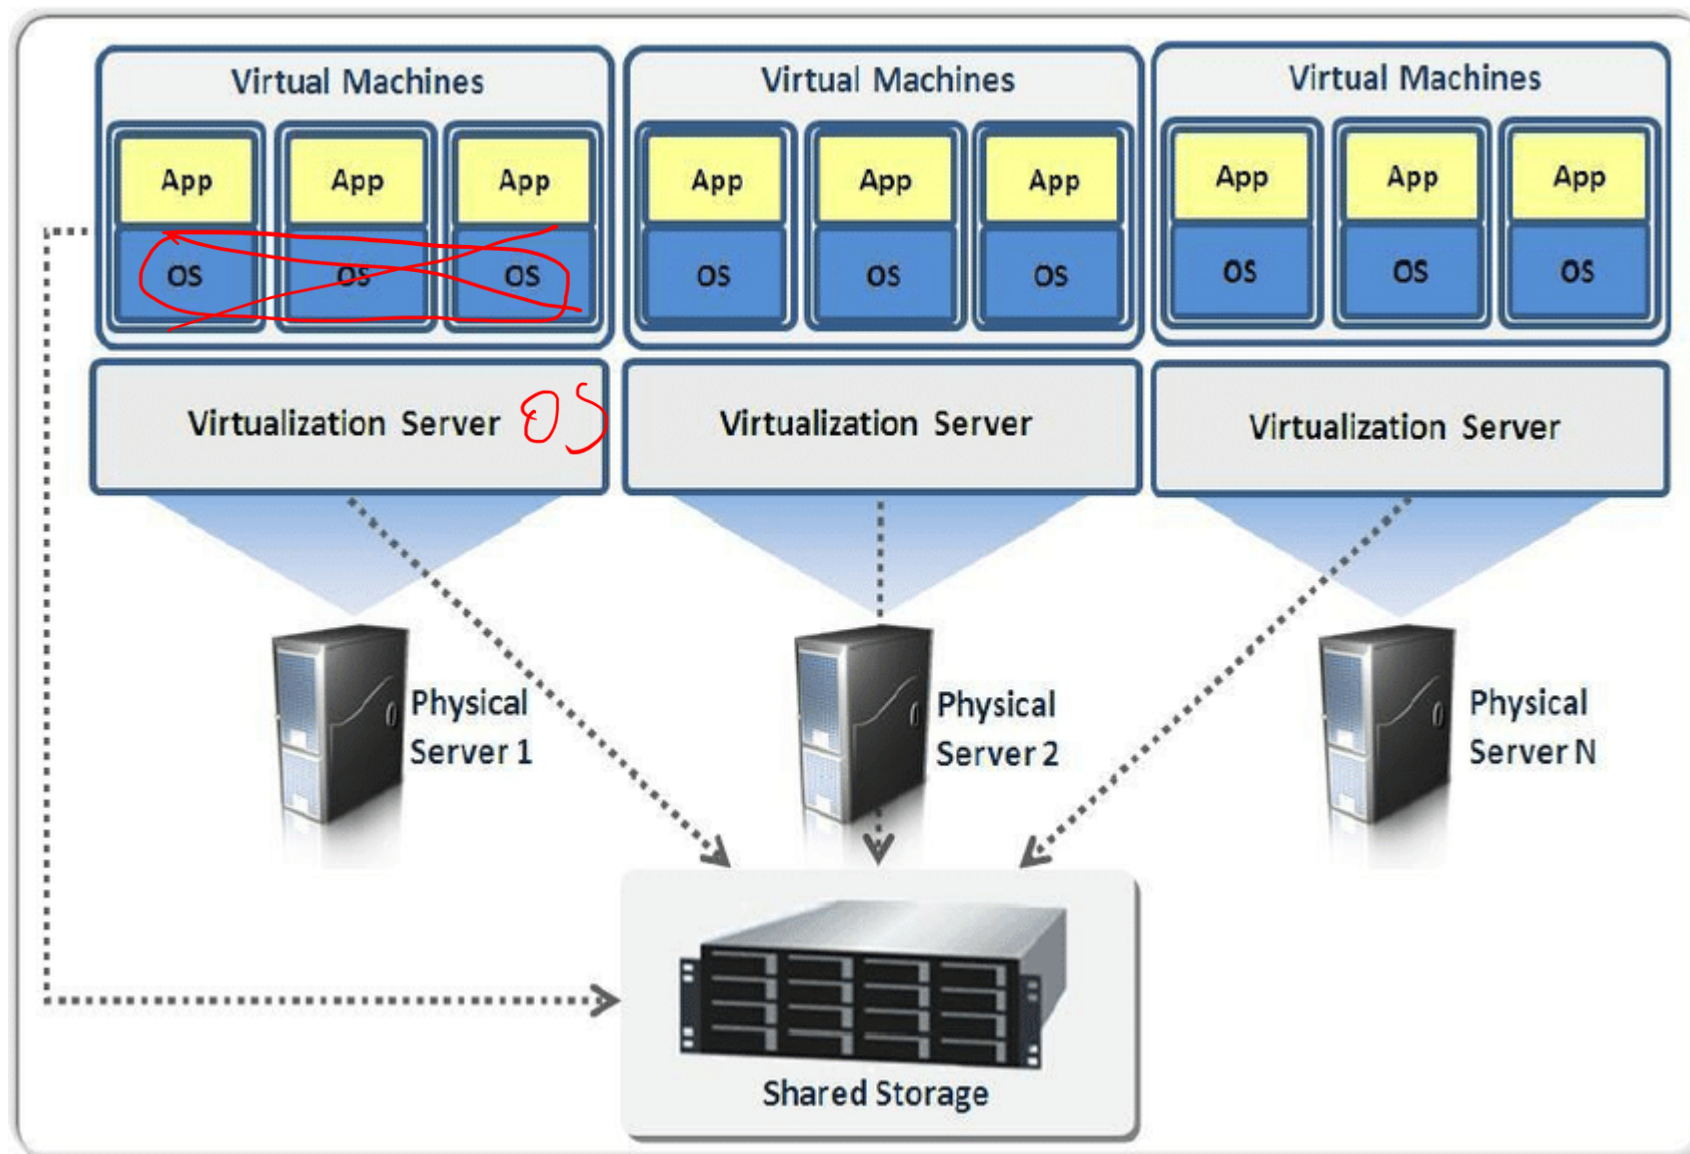 Virtual Machines
App App App
OS OS OS
Virtualization Server OS
Virtual Machines
App App App
OS OS OS
Virtualization Server
Virtual Machines
App App App
OS OS OS
Virtualization Server
Physical
Server 1
Physical
Server 2
Physical
Server N
Shared Storage